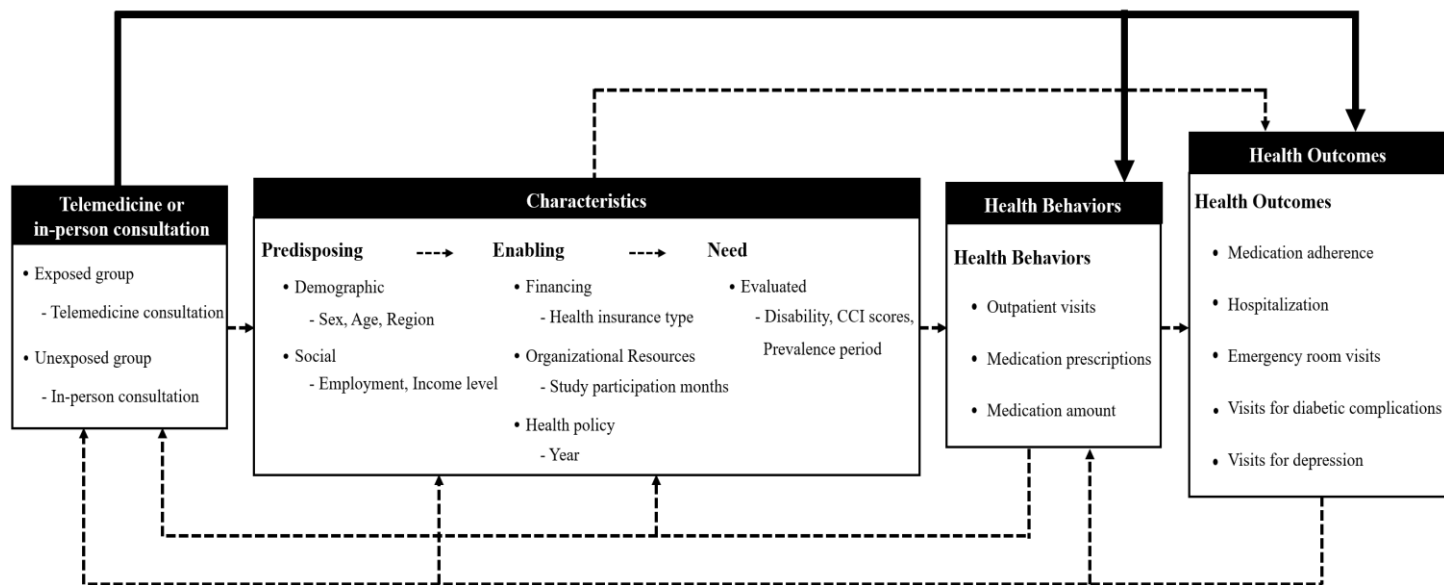 Telemedicine or
in-person consultation
• Exposed group
- Telemedicine consultation
• Unexposed group
- In-person consultation
Characteristics
Predisposing
• Demographic
- Sex, Age, Region
• Social
- Employment, Income level
Enabling
• Financing
- Health insurance type
• Organizational Resources
- Study participation months
• Health policy
- Year
Need
• Evaluated
- Disability, CCI scores,
Prevalence period
Health Behaviors
Health Behaviors
• Outpatient visits
• Medication prescriptions
• Medication amount
Health Outcomes
Health Outcomes
• Medication adherence
• Hospitalization
• Emergency room visits
• Visits for diabetic complications
• Visits for depression